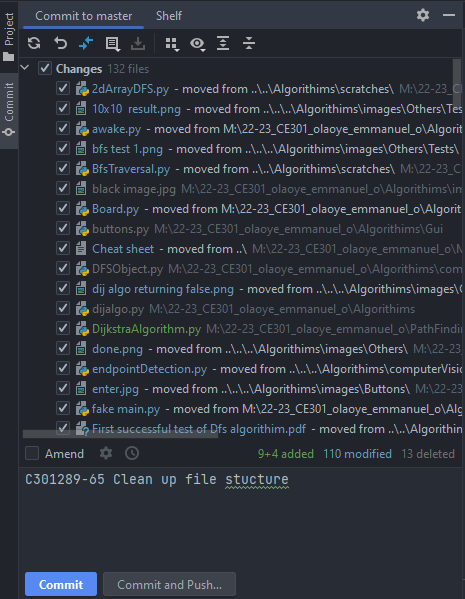 Commit to master Shelf
Project
Commit
Changes 132 files
2dArrayDFS.py - moved from ..\..\Algorithims\scratches\ M:\22-23_CE301_o
10x10 result.png - moved from ..\..\..\Algorithims\images\Others\Tests
awake.py - moved from M:\22-23_CE301_olaoye_emmanuel_o\Algorit
bfs test 1.png - moved from ..\..\..\Algorithims\images\Others\Tests\
BfsTraversal.py - moved from ..\..\Algorithims\scratches\ M:\22-23_CE
black image.jpg M:\22-23_CE301_olaoye_emmanuel_o\Algorithims\im
Board.py - moved from M:\22-23_CE301_olaoye_emmanuel_o\Algorit
buttons.py M:\22-23_CE301_olaoye_emmanuel_o\Algorithims\Gui
Cheat sheet - moved from ..\ M:\22-23_CE301_olaoye_emmanuel_o\M
DFSObject.py M:\22-23_CE301_olaoye_emmanuel_o\Algorithims\com
dij algo returning false.png - moved from ..\..\..\Algorithims\images\Ot
dijalgo.py M:\22-23_CE301_olaoye_emmanuel_o\Algorithims
DijkstraAlgorithm.py M:\22-23_CE301_olaoye_emmanuel_o\PathFindin
done.png - moved from ..\..\..\Algorithims\images\Others\ M:\22-23_C
endpointDetection.py - moved from ..\..\Algorithims\computerVisio
enter.jpg - moved from ..\..\..\Algorithims\images\Buttons\ M:\22-23_
fake main.py - moved from M:\22-23_CE301_olaoye_emmanuel_o\Al
First successful test of Dfs algorithim.pdf - moved from ..\..\Algorithin
Amend 9+4 added 110 modified 13 deleted
C301289-65 Clean up file stucture
Commit Commit and Push...